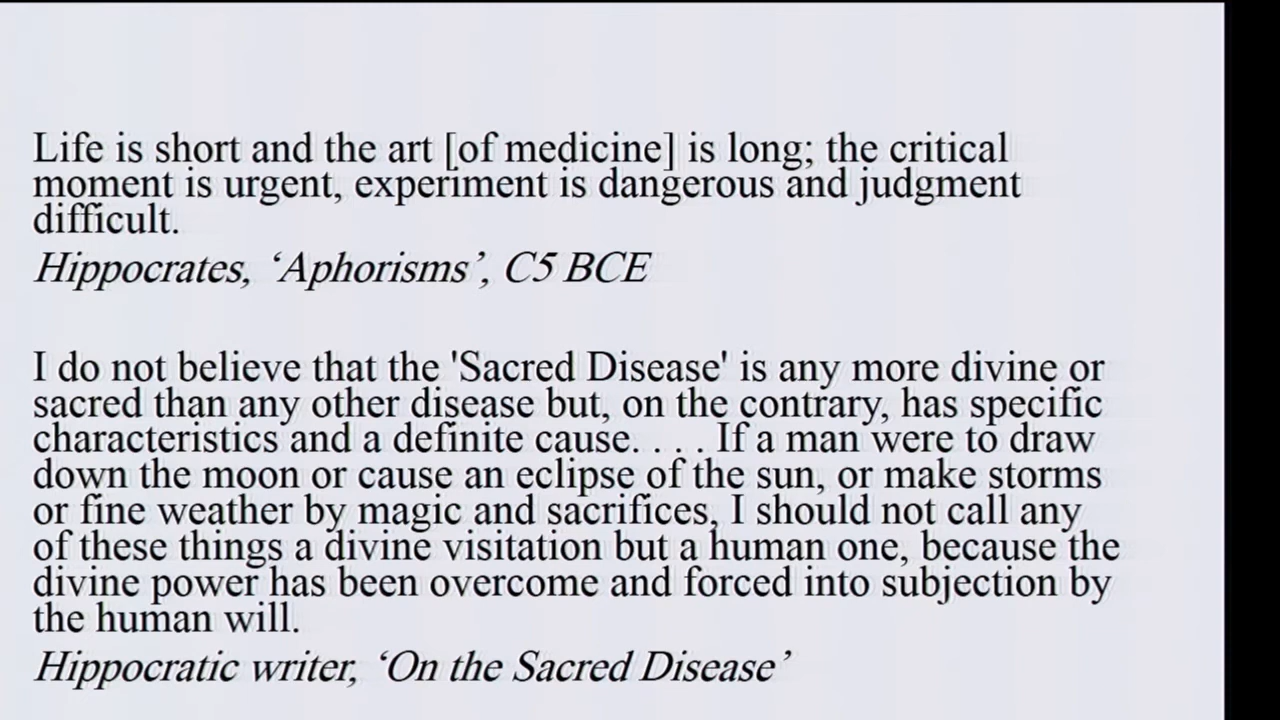 Life is short and the art [of medicine] is long; the critical
moment is urgent, experiment is dangerous and judgment
difficult.
Hippocrates, ‘Aphorisms’, C5 BCE
I do not believe that the 'Sacred Disease' is any more divine or
sacred than any other disease but, on the contrary, has specific
characteristics and a definite cause. . . . If a man were to draw
down the moon or cause an eclipse of the sun, or make storms
or fine weather by magic and sacrifices, I should not call any
of these things a divine visitation but a human one, because the
divine power has been overcome and forced into subjection by
the human will.
Hippocratic writer, ‘On the Sacred Disease’